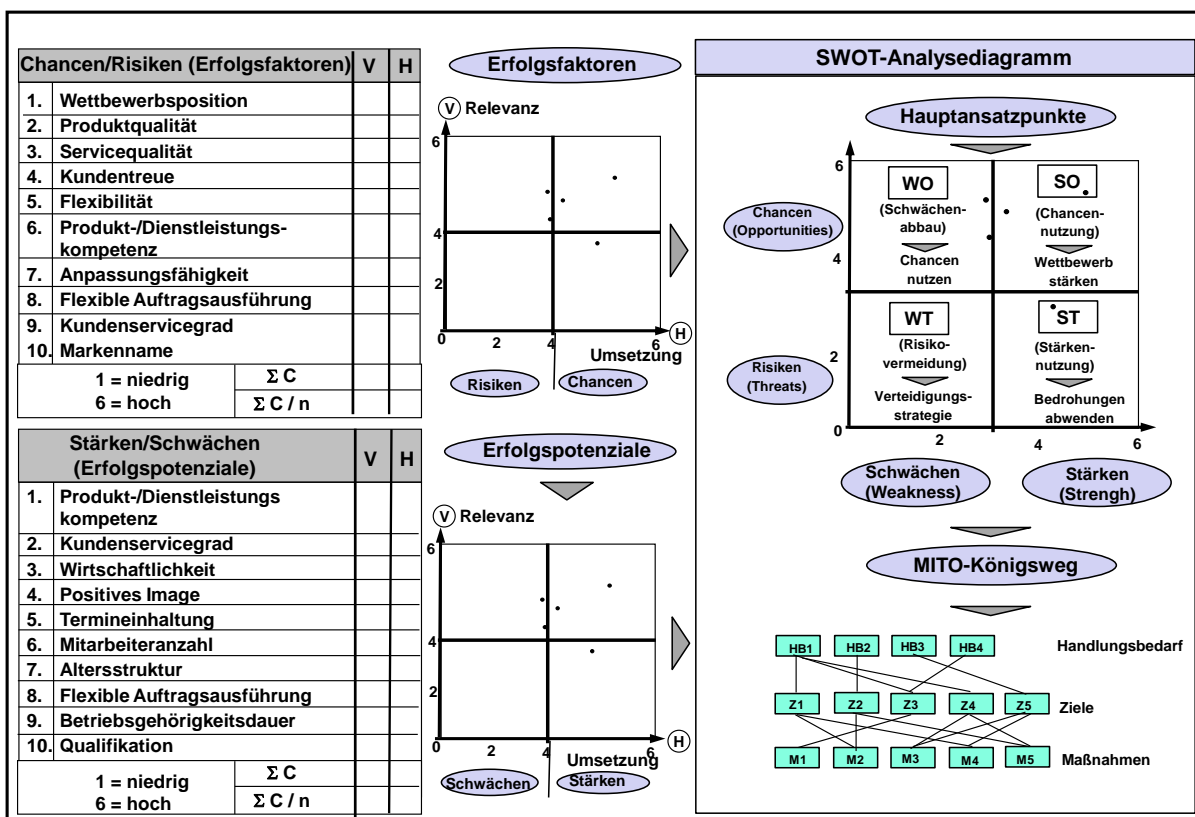 Chancen/Risiken (Erfolgsfaktoren) V H
1. Wettbewerbsposition
2. Produktqualität
3. Servicequalität
4. Kundentreue
5. Flexibilität
6. Produkt-/Dienstleistungs-
kompetenz
7. Anpassungsfähigkeit
8. Flexible Auftragsausführung
9. Kundenservicegrad
10. Markenname
1 = niedrig
6 = hoch
Σ C
Σ C / n
Stärken/Schwächen
(Erfolgspotenziale)
V H
1. Produkt-/Dienstleistungs
kompetenz
2. Kundenservicegrad
3. Wirtschaftlichkeit
4. Positives Image
5. Termineinhaltung
6. Mitarbeiteranzahl
7. Altersstruktur
8. Flexible Auftragsausführung
9. Betriebsgehörigkeitsdauer
10. Qualifikation
1 = niedrig
6 = hoch
Σ C
Σ C / n
Erfolgsfaktoren
V Relevanz
6
4
2
0 2 4 6 H
Umsetzung
Risiken Chancen
Erfolgspotenziale
V Relevanz
6
4
2
0 2 4 6 H
Umsetzung
Schwächen Stärken
SWOT-Analysediagramm
Hauptansatzpunkte
6
4
2
0
2 4 6
Chancen
(Opportunities)
Risiken
(Threats)
WO
(Schwächen-
abbau)
Chancen
nutzen
SO
(Chancen-
nutzung)
Wettbewerb
stärken
WT
(Risiko-
vermeidung)
Verteidigungs-
strategie
ST
(Stärken-
nutzung)
Bedrohungen
abwenden
Schwächen
(Weakness)
Stärken
(Strengh)
MITO-Königsweg
HB1 HB2 HB3 HB4 Handlungsbedarf
Z1 Z2 Z3 Z4 Z5 Ziele
M1 M2 M3 M4 M5 Maßnahmen